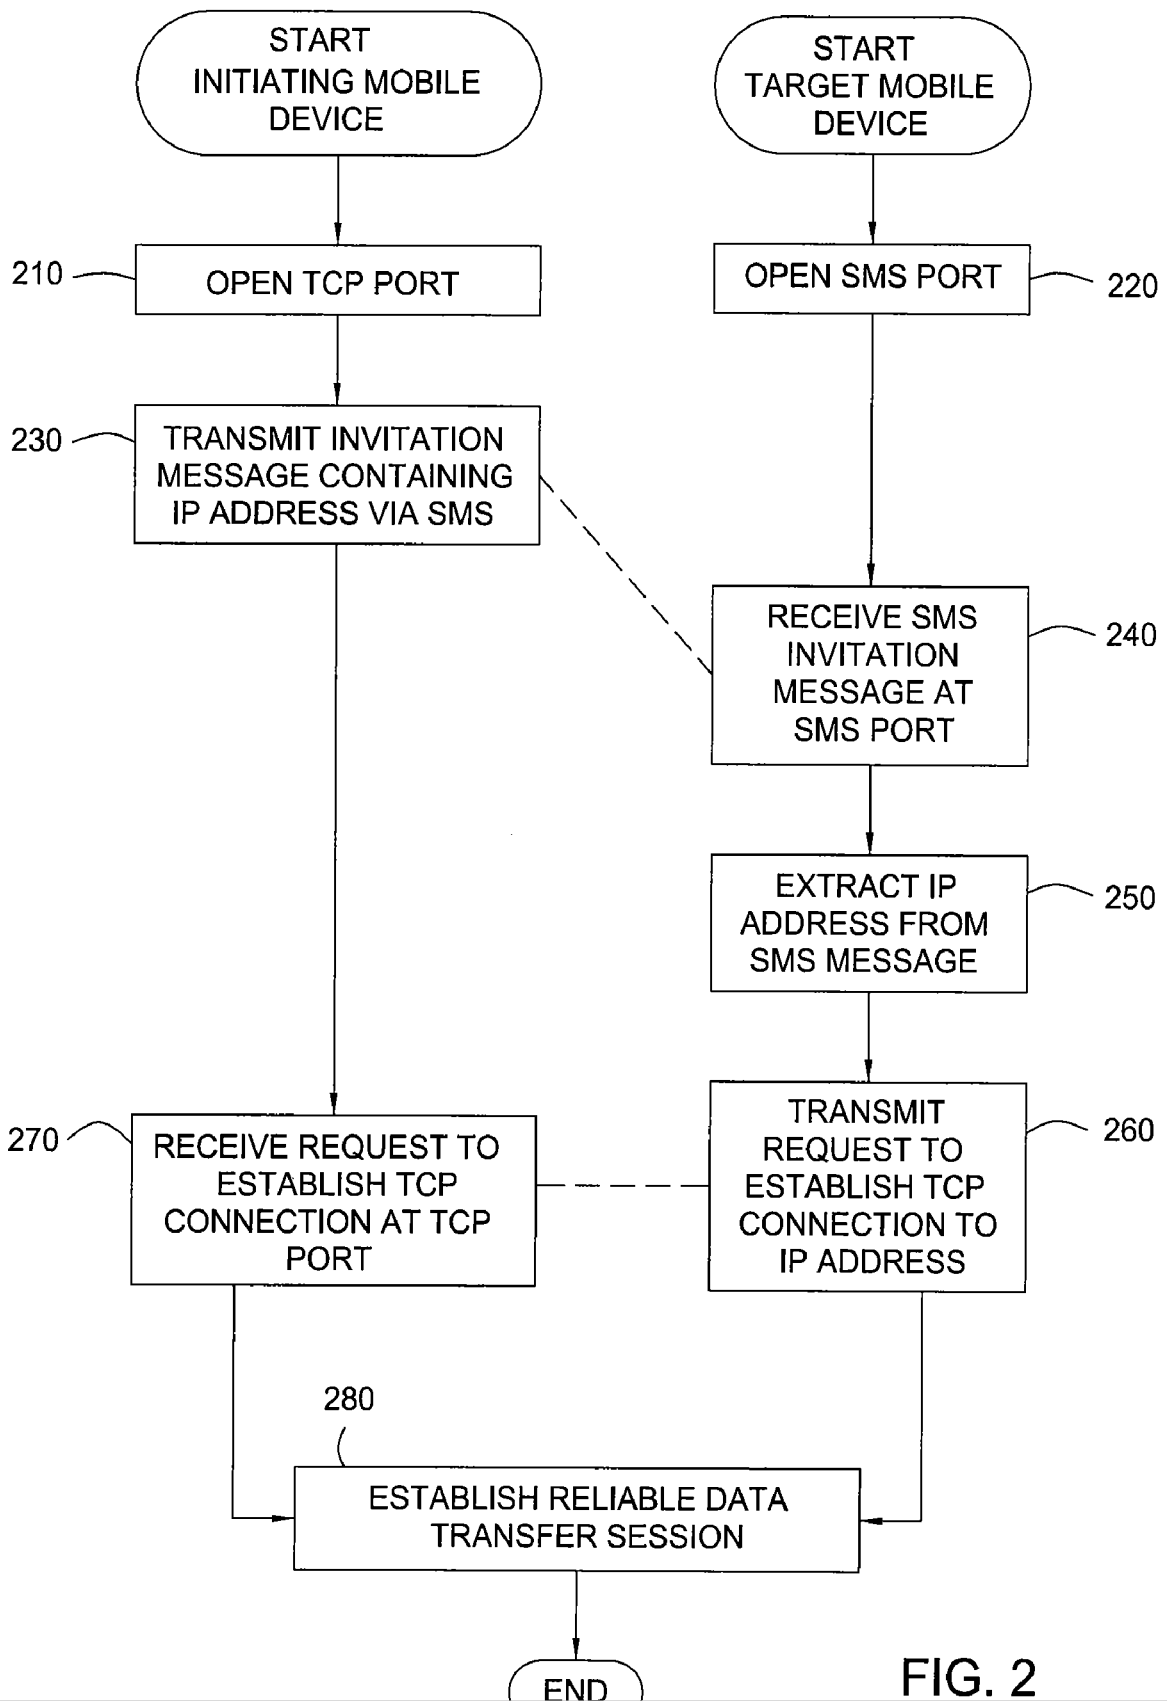 START
INITIATING MOBILE
DEVICE
START
TARGET MOBILE
DEVICE
210
OPEN TCP PORT
OPEN SMS PORT
220
230
TRANSMIT INVITATION
MESSAGE CONTAINING
IP ADDRESS VIA SMS
RECEIVE SMS
INVITATION
MESSAGE AT
SMS PORT
240
EXTRACT IP
ADDRESS FROM
SMS MESSAGE
250
270
RECEIVE REQUEST TO
ESTABLISH TCP
CONNECTION AT TCP
PORT
TRANSMIT
REQUEST TO
ESTABLISH TCP
CONNECTION TO
IP ADDRESS
260
280
ESTABLISH RELIABLE DATA
TRANSFER SESSION
END
FIG. 2